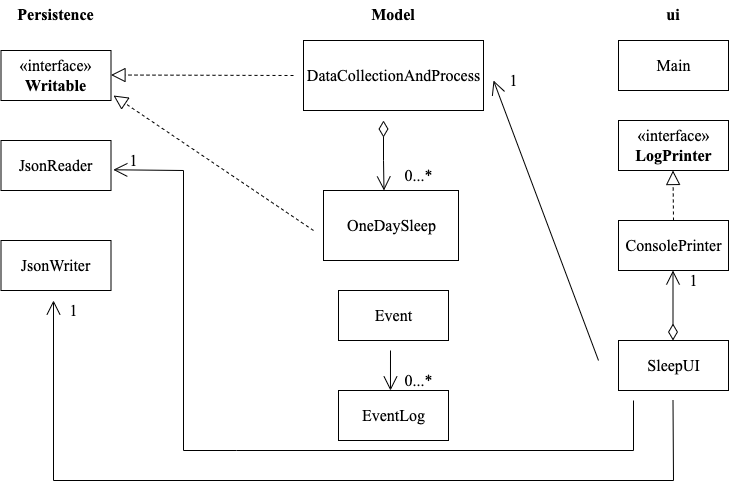 Persistence
Model
ui
«interface»
Writable
DataCollectionAndProcess
1
Main
«interface»
LogPrinter
JsonReader
1
0...*
OneDaySleep
ConsolePrinter
JsonWriter
1
1
Event
SleepUI
0...*
EventLog